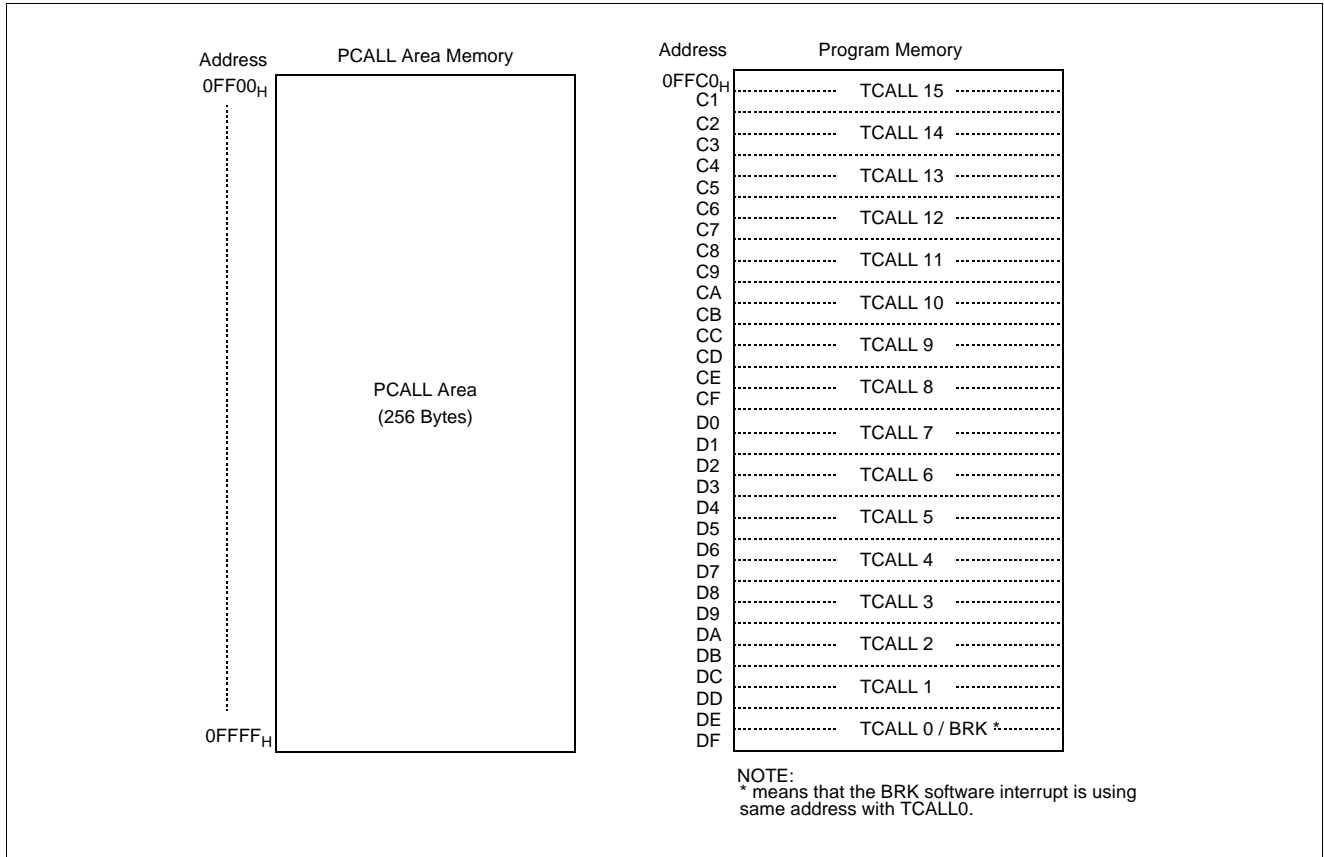 Address
PCALL Area Memory
0FF00H
PCALL Area
(256 Bytes)
0FFFFH
Address
Program Memory
0FFC0H
C1
TCALL 15
C2
C3
TCALL 14
C4
C5
TCALL 13
C6
C7
TCALL 12
C8
C9
TCALL 11
CA
CB
TCALL 10
CC
CD
TCALL 9
CE
CF
TCALL 8
D0
D1
TCALL 7
D2
D3
TCALL 6
D4
D5
TCALL 5
D6
D7
TCALL 4
D8
D9
TCALL 3
DA
DB
TCALL 2
DC
DD
TCALL 1
DE
DF
TCALL 0 / BRK *
NOTE:
* means that the BRK software interrupt is using
same address with TCALL0.